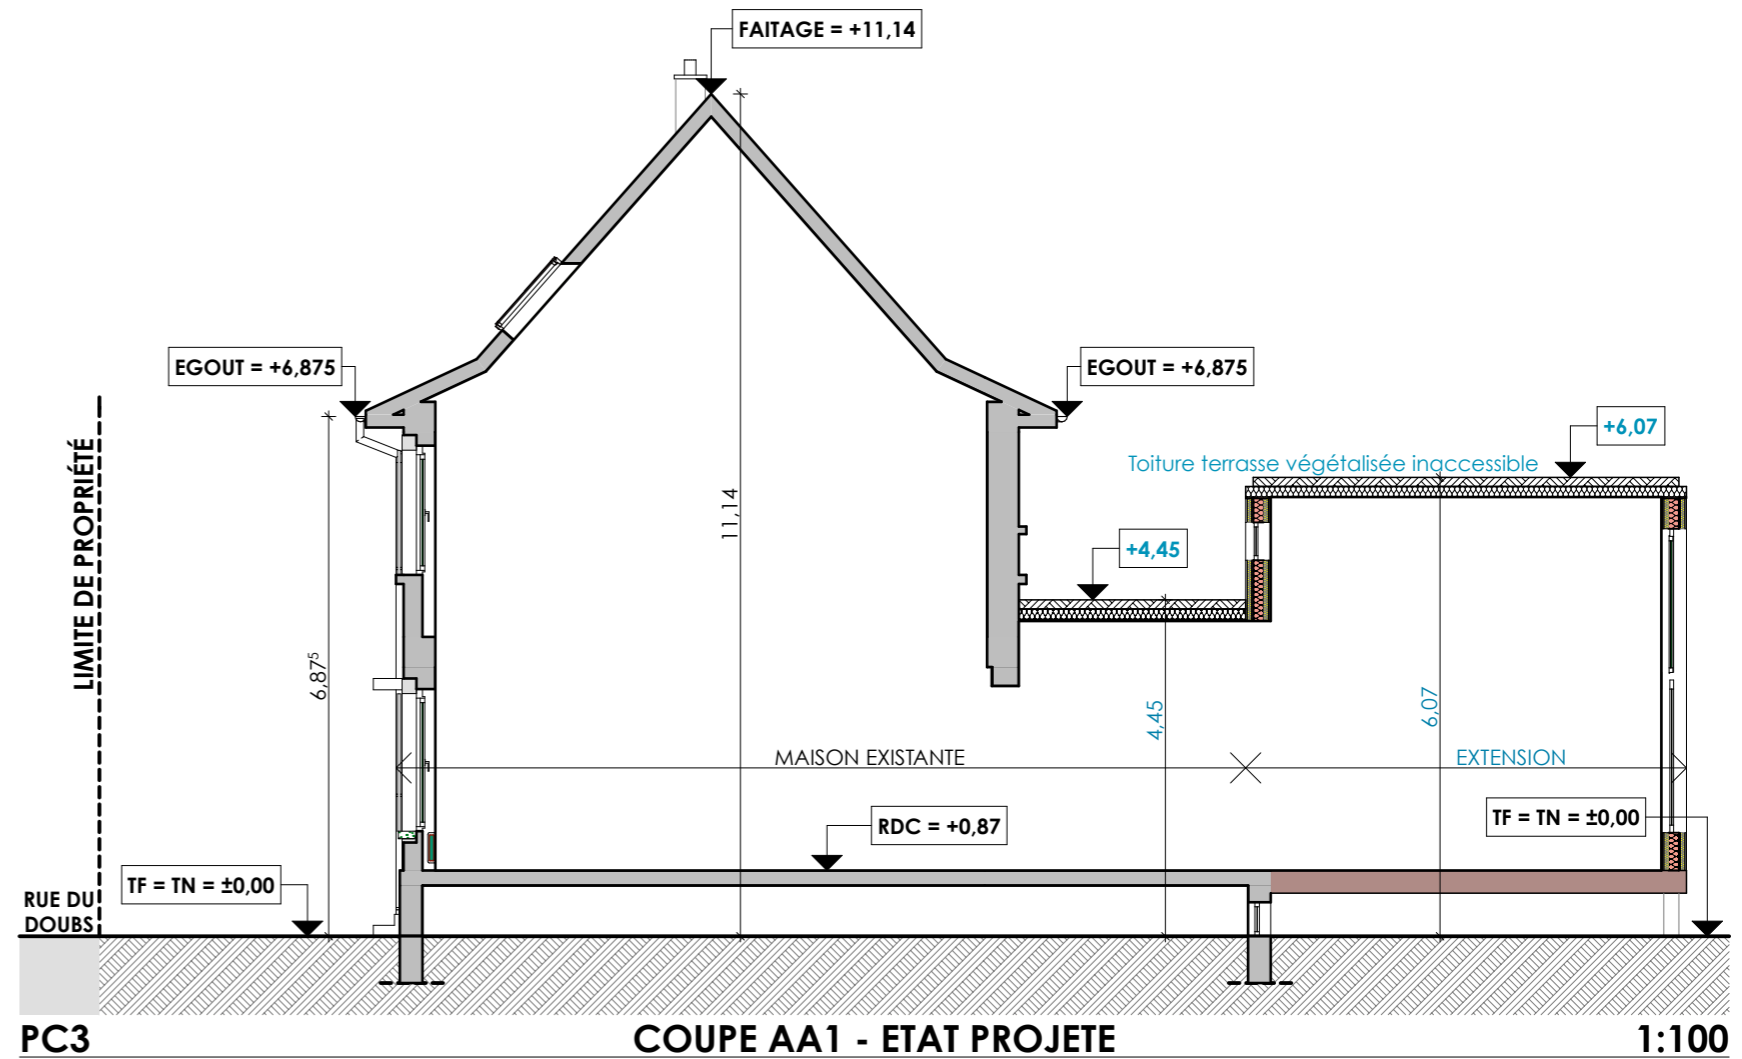 FAITAGE = +11,14
EGOUT = +6,875
EGOUT = +6,875
+6,07
Toiture terrasse végétalisée inaccessible
+4,45
LIMITE DE PROPRIÉTÉ
11,14
6,87⁵
4,45
6,07
MAISON EXISTANTE
EXTENSION
RDC = +0,87
TF = TN = ±0,00
TF = TN = ±0,00
RUE DU
DOUBS
PC3
COUPE AA1 - ETAT PROJETE
1:100